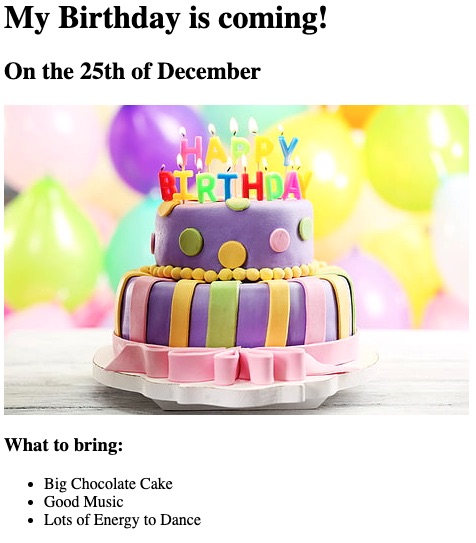 My Birthday is coming!
On the 25th of December
HAPPY
BIRTHDAY
What to bring:
Big Chocolate Cake
Good Music
Lots of Energy to Dance